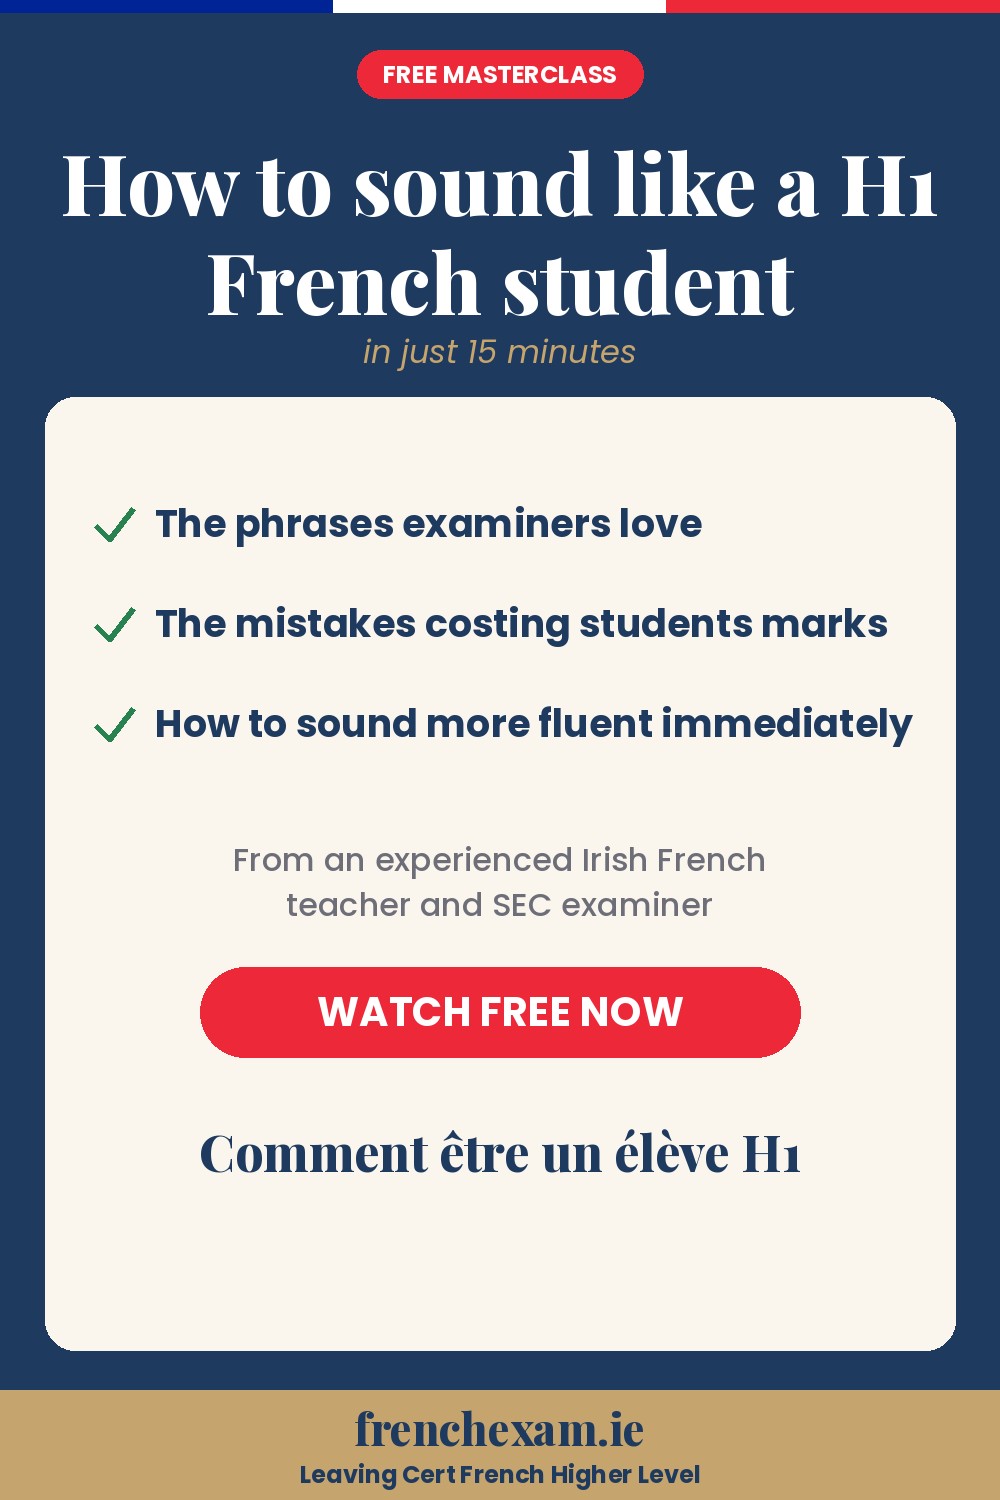 FREE MASTERCLASS
How to sound like a H1
French student
in just 15 minutes
The phrases examiners love
The mistakes costing students marks
How to sound more fluent immediately
From an experienced Irish French
teacher and SEC examiner
WATCH FREE NOW
Comment être un élève H1
frenchexam.ie
Leaving Cert French Higher Level